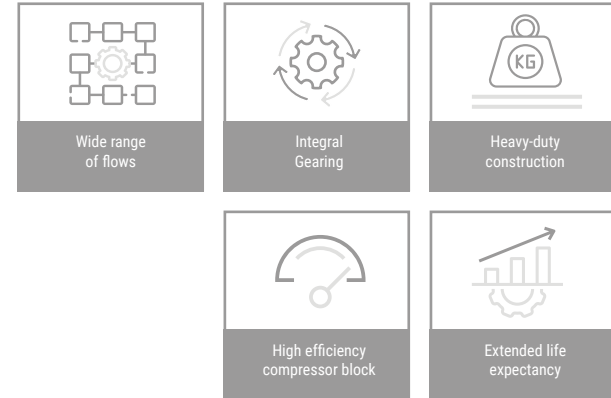 KG
Wide range
of flows
Integral
Gearing
Heavy-duty
construction
High efficiency
compressor block
Extended life
expectancy